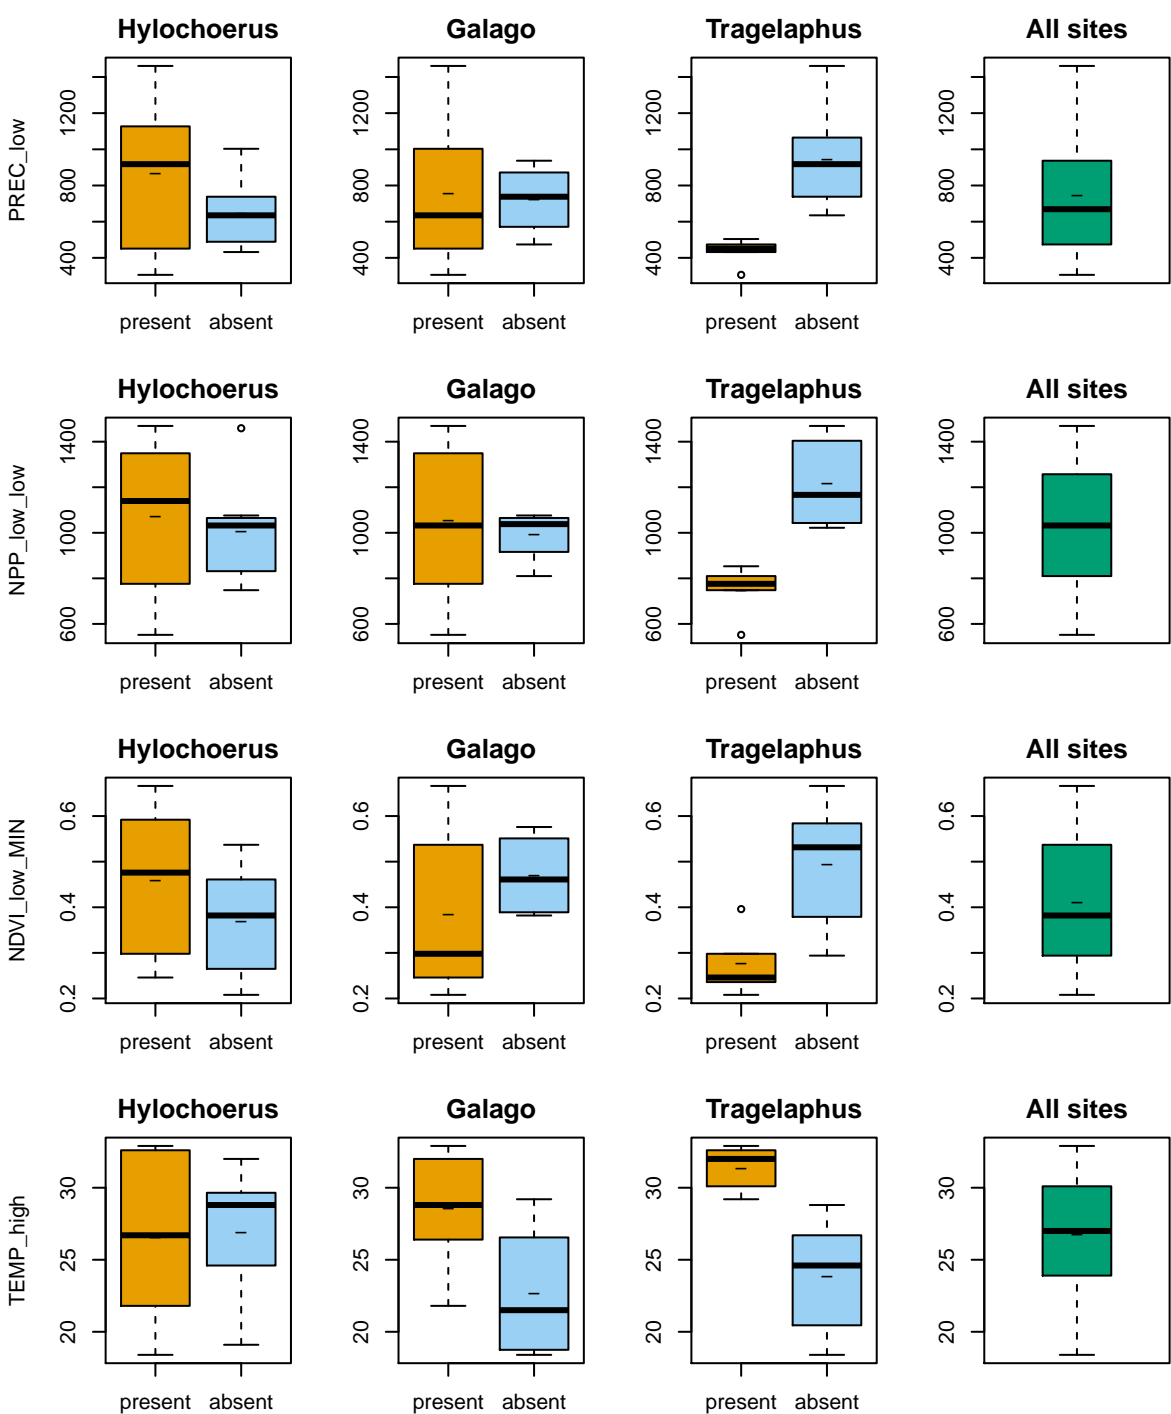 Hylochoerus Galago Tragelaphus All sites
PREC_low
400 800 1200 400 800 1200 400 800 1200 400 800 1200
present absent present absent present absent
Hylochoerus Galago Tragelaphus All sites
NPP_low_low
600 1000 1400 600 1000 1400 600 1000 1400 600 1000 1400
present absent present absent present absent
Hylochoerus Galago Tragelaphus All sites
NDVI_low_MIN
0.2 0.4 0.6 0.2 0.4 0.6 0.2 0.4 0.6 0.2 0.4 0.6
present absent present absent present absent
Hylochoerus Galago Tragelaphus All sites
TEMP_high
20 25 30 20 25 30 20 25 30 20 25 30
present absent present absent present absent